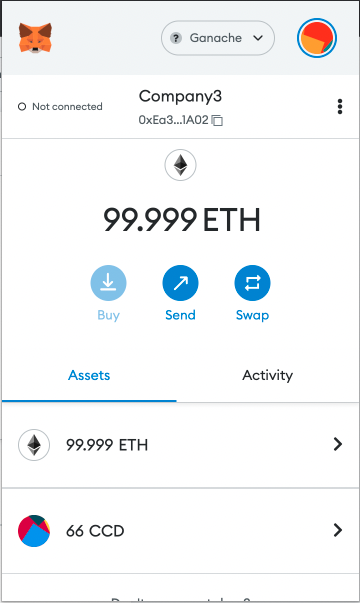 Ganache
Not connected
Company3
0xEa3...1A02
99.999 ETH
Buy
Send
Swap
Assets
Activity
99.999 ETH
66 CCD